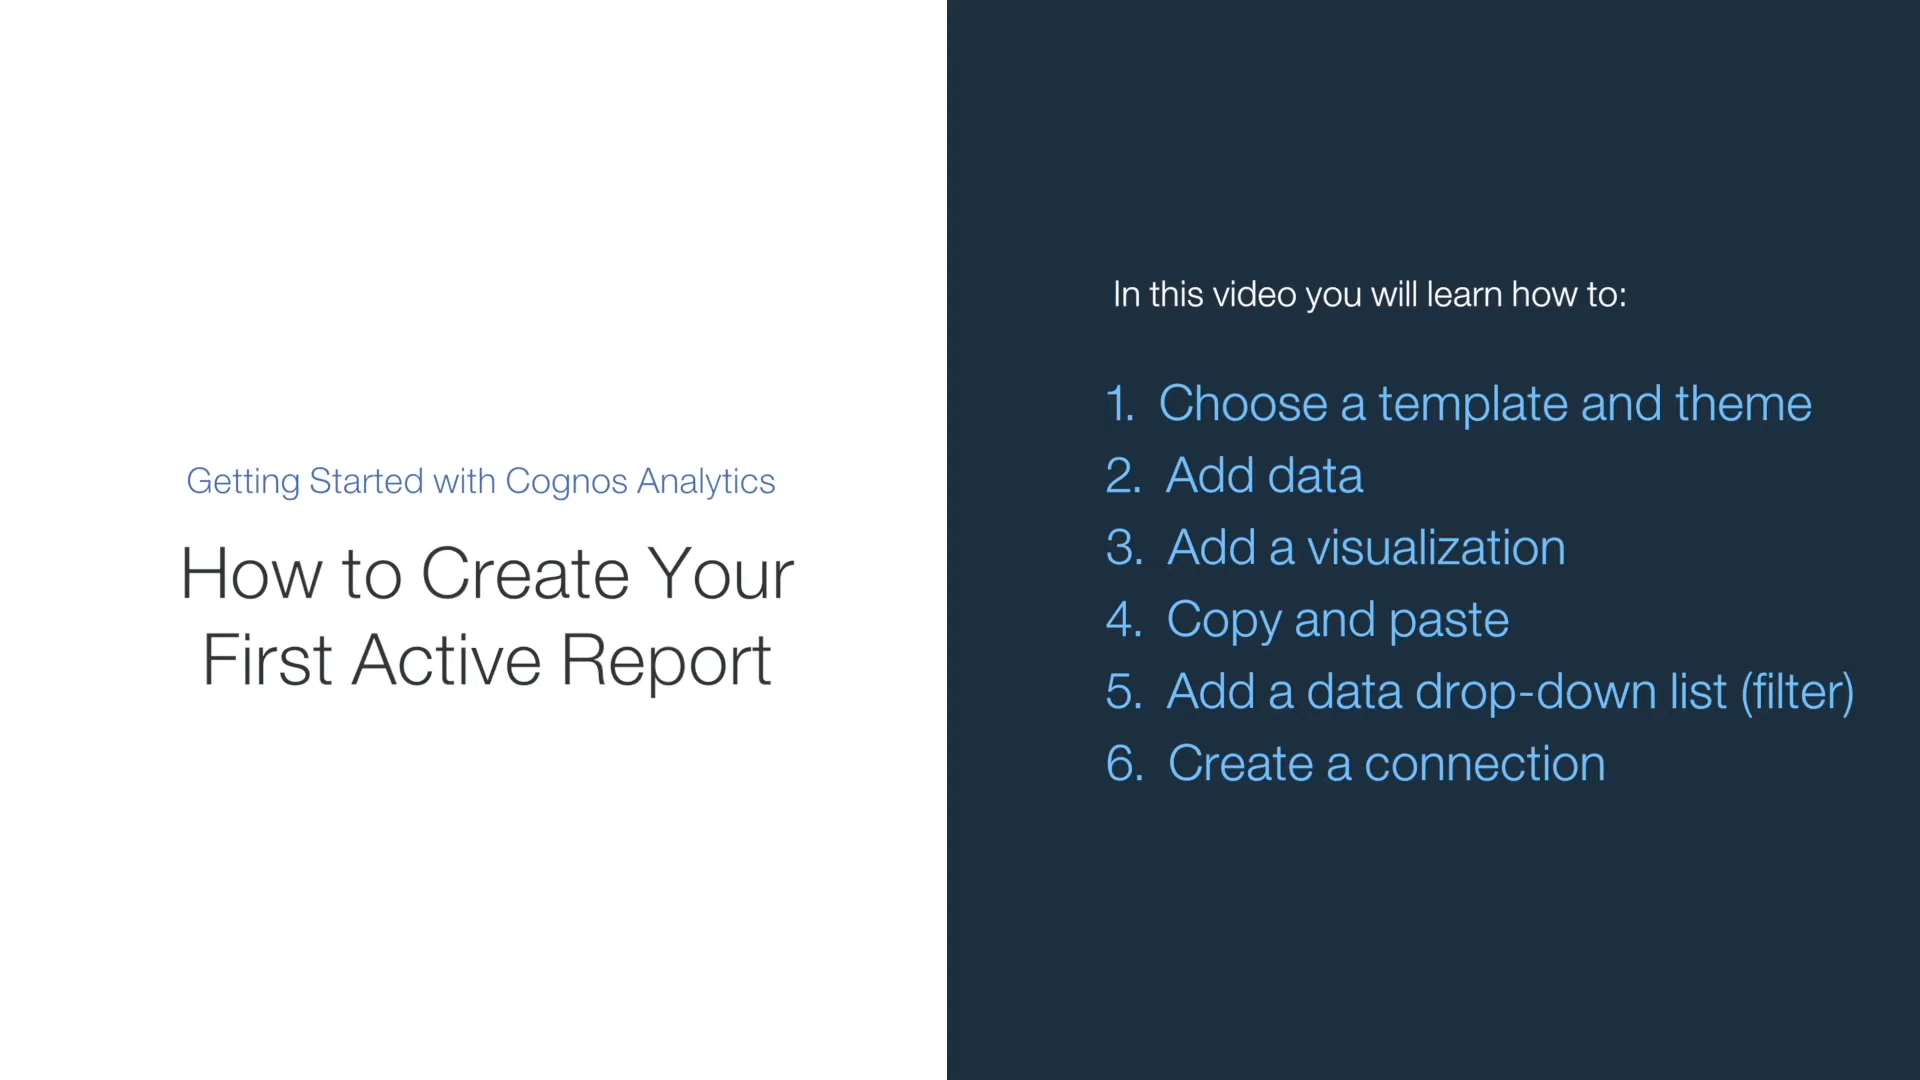 Getting Started with Cognos Analytics
How to Create Your
First Active Report
In this video you will learn how to:
1. Choose a template and theme
2. Add data
3. Add a visualization
4. Copy and paste
5. Add a data drop-down list (filter)
6. Create a connection